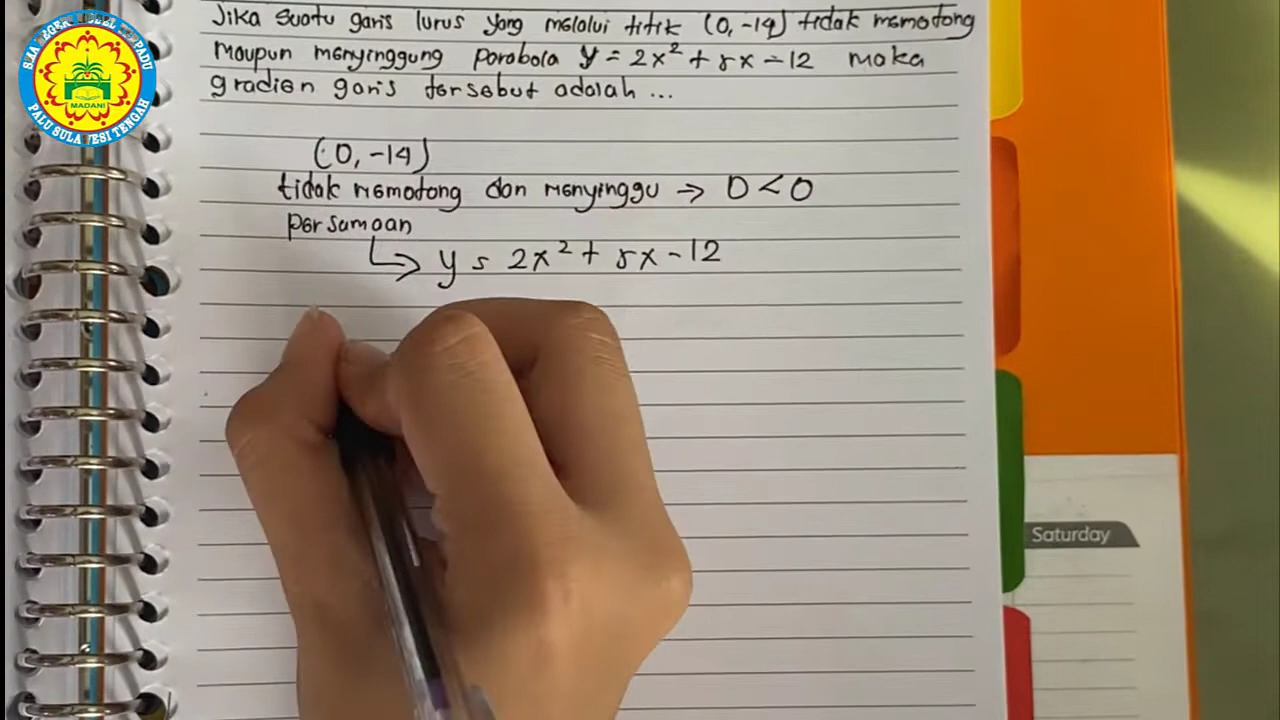 Jika suatu garis lurus yang melalui titik (0, -14) tidak memotong
maupun menyinggung parabola y = 2x² + 5x - 12 maka
gradien garis tersebut adalah ...
(0, -14)
tidak memotong dan menyinggu → D < 0
persamaan
↳ y = 2x² + 5x - 12
MADANI
PALU SULAWESI TENGAH
Saturday